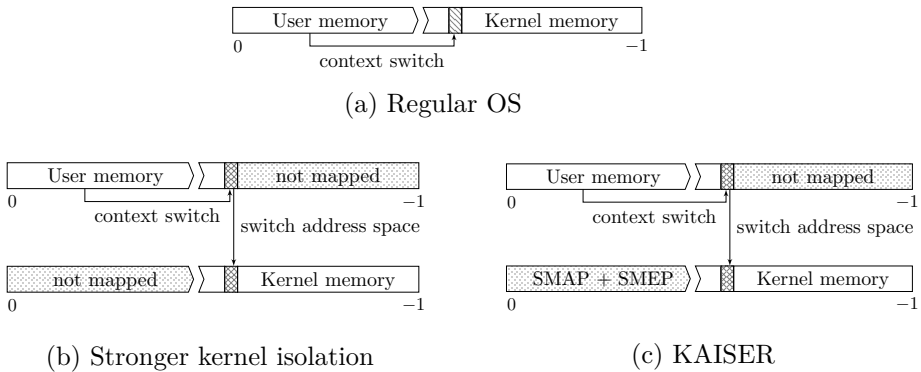 User memory Kernel memory
0 −1
context switch
(a) Regular OS
User memory not mapped
0 −1
context switch
switch address space
not mapped Kernel memory
0 −1
(b) Stronger kernel isolation
User memory not mapped
0 −1
context switch
switch address space
SMAP + SMEP Kernel memory
0 −1
(c) KAISER